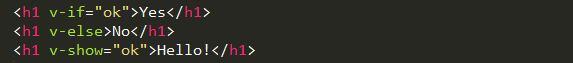 <h1 v-if="ok">Yes</h1>
<h1 v-else>No</h1>
<h1 v-show="ok">Hello!</h1>